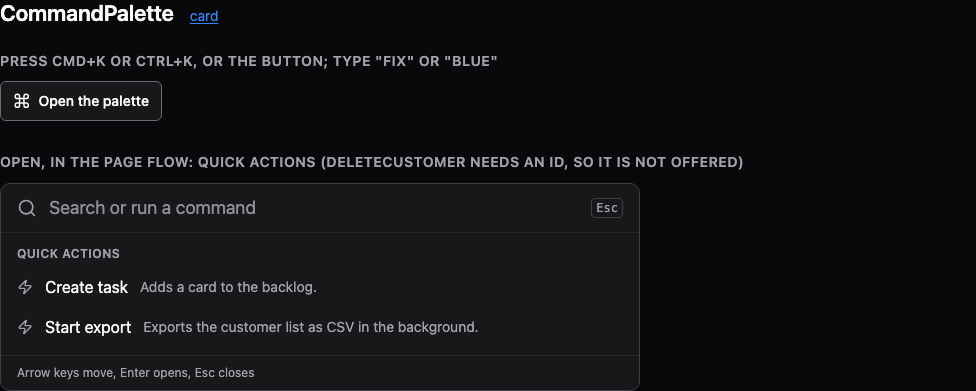 CommandPalette card
PRESS CMD+K OR CTRL+K, OR THE BUTTON; TYPE "FIX" OR "BLUE"
⌘ Open the palette
OPEN, IN THE PAGE FLOW: QUICK ACTIONS (DELETECUSTOMER NEEDS AN ID, SO IT IS NOT OFFERED)
Search or run a command Esc
QUICK ACTIONS
Create task Adds a card to the backlog.
Start export Exports the customer list as CSV in the background.
Arrow keys move, Enter opens, Esc closes